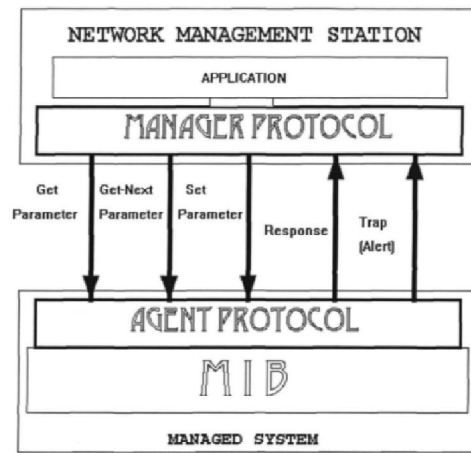 NETWORK MANAGEMENT STATION
APPLICATION
MANAGER PROTOCOL
Get
Parameter
Get-Next
Parameter
Set
Parameter
Response
Trap
(Alert)
AGENT PROTOCOL
MIB
MANAGED SYSTEM